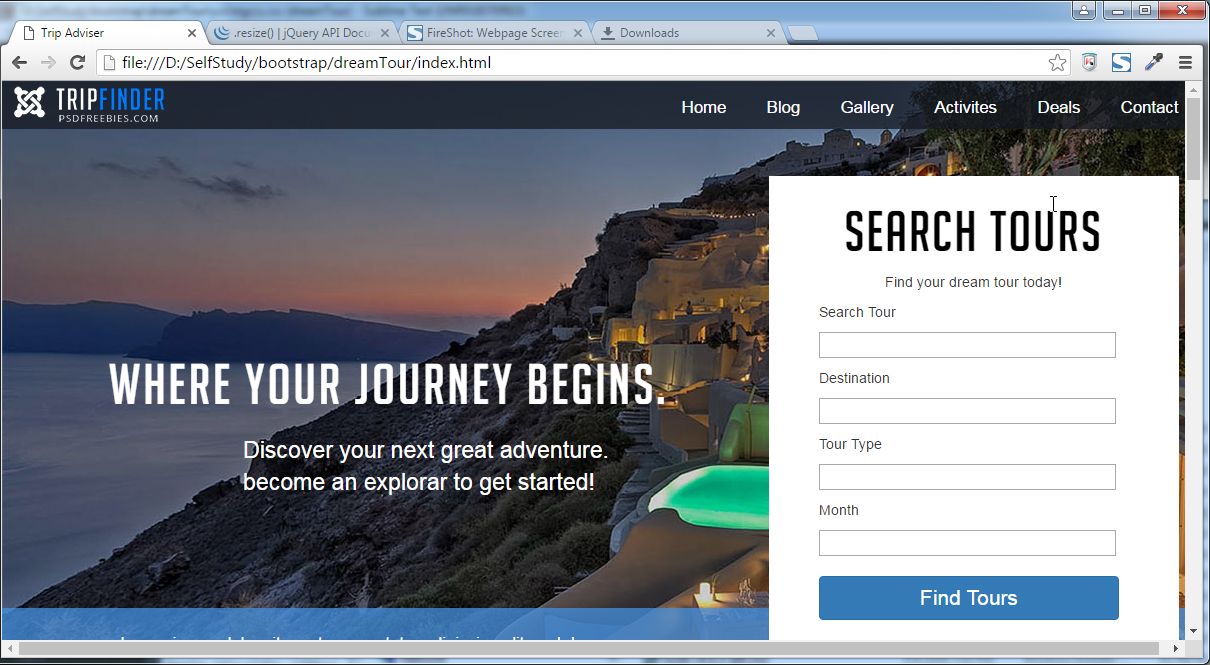 Trip Adviser
.resize() | jQuery API Docu
FireShot: Webpage Screen
Downloads
file:///D:/SelfStudy/bootstrap/dreamTour/index.html
TRIPFINDER
PSDFREEBIES.COM
Home Blog Gallery Activites Deals Contact
SEARCH TOURS
Find your dream tour today!
Search Tour
Destination
Tour Type
Month
Find Tours
WHERE YOUR JOURNEY BEGINS.
Discover your next great adventure.
become an explorar to get started!